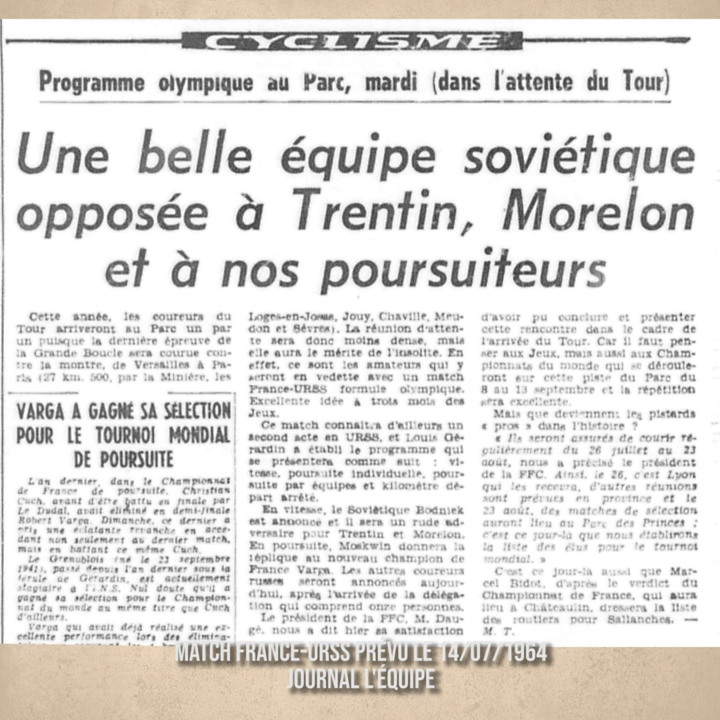 CYCLISME
Programme olympique au Parc, mardi (dans l'attente du Tour)
Une belle équipe soviétique
opposée à Trentin, Morelon
et à nos poursuiteurs
Cette année, les coureurs du
Tour arriveront au Parc un par
un puisque la dernière épreuve de
la Grande Boucle sera courue con-
tre la montre, de Versailles à Pa-
ris (27 km. 500, par la Minière, les
VARGA A GAGNÉ SA SÉLECTION
POUR LE TOURNOI MONDIAL
DE POURSUITE
L'an dernier, dans le Championnat
de France de poursuite, Christian
Cuch, avant d'être battu en finale par
Le Dudal, avait éliminé en demi-finale
Robert Varga. Dimanche, ce dernier a
pris une éclatante revanche en accé-
dant non seulement au dernier match,
mais en battant ce même Cuch.
Le Grenoblois (né le 23 septembre
1941), passé depuis l'an dernier sous la
férule de Gérardin, est actuellement
stagiaire à l'I.N.S. Nul doute qu'il a
gagné sa sélection pour le Champion-
nat du monde au même titre que Cuch
d'ailleurs.
Varga qui avait déjà réalisé une ex-
cellente performance lors des élimina-
Loges-en-Josas, Jouy, Chaville, Meu-
don et Sèvres). La réunion d'atten-
te sera donc moins dense, mais
elle aura le mérite de l'insolite. En
effet, ce sont les amateurs qui y
seront en vedette avec un match
France-URSS formule olympique.
Excellente idée à trois mois des
Jeux.
Ce match connaîtra d'ailleurs un
second acte en URSS, et Louis Gé-
rardin a établi le programme qui
se présentera comme suit : vi-
tesse, poursuite individuelle, pour-
suite par équipes et kilomètre dé-
part arrêté.
En vitesse, le Soviétique Bodniek
est annoncé et il sera un rude ad-
versaire pour Trentin et Morelon.
En poursuite, Moskwin donnera la
réplique au nouveau champion de
France Varga. Les autres coureurs
russes seront annoncés aujour-
d'hui, après l'arrivée de la déléga-
tion qui comprend onze personnes.
Le président de la FFC, M. Dau-
gé, nous a dit hier sa satisfaction
d'avoir pu conclure et présenter
cette rencontre dans le cadre de
l'arrivée du Tour. Car il faut pen-
ser aux Jeux, mais aussi aux Cham-
pionnats du monde qui se déroule-
ront sur cette piste du Parc du
8 au 13 septembre et la répétition
sera excellente.
Mais que deviennent les pistards
« pros » dans l'histoire ?
« Ils seront assurés de courir ré-
gulièrement du 26 juillet au 23
août, nous a précisé le président
de la FFC. Ainsi, le 26, c'est Lyon
qui les recevra, d'autres réunions
sont prévues en province et le
23 août, des matches de sélection
auront lieu au Parc des Princes ;
c'est ce jour-là que nous établirons
la liste des élus pour le tournoi
mondial. »
C'est ce jour-là aussi que Mar-
cel Bidot, d'après le verdict du
Championnat de France, qui aura
lieu à Châteaulin, dressera la liste
des routiers pour Sallanches. —
M. T.
MATCH FRANCE-URSS PRÉVU LE 14/07/1964
JOURNAL L'ÉQUIPE